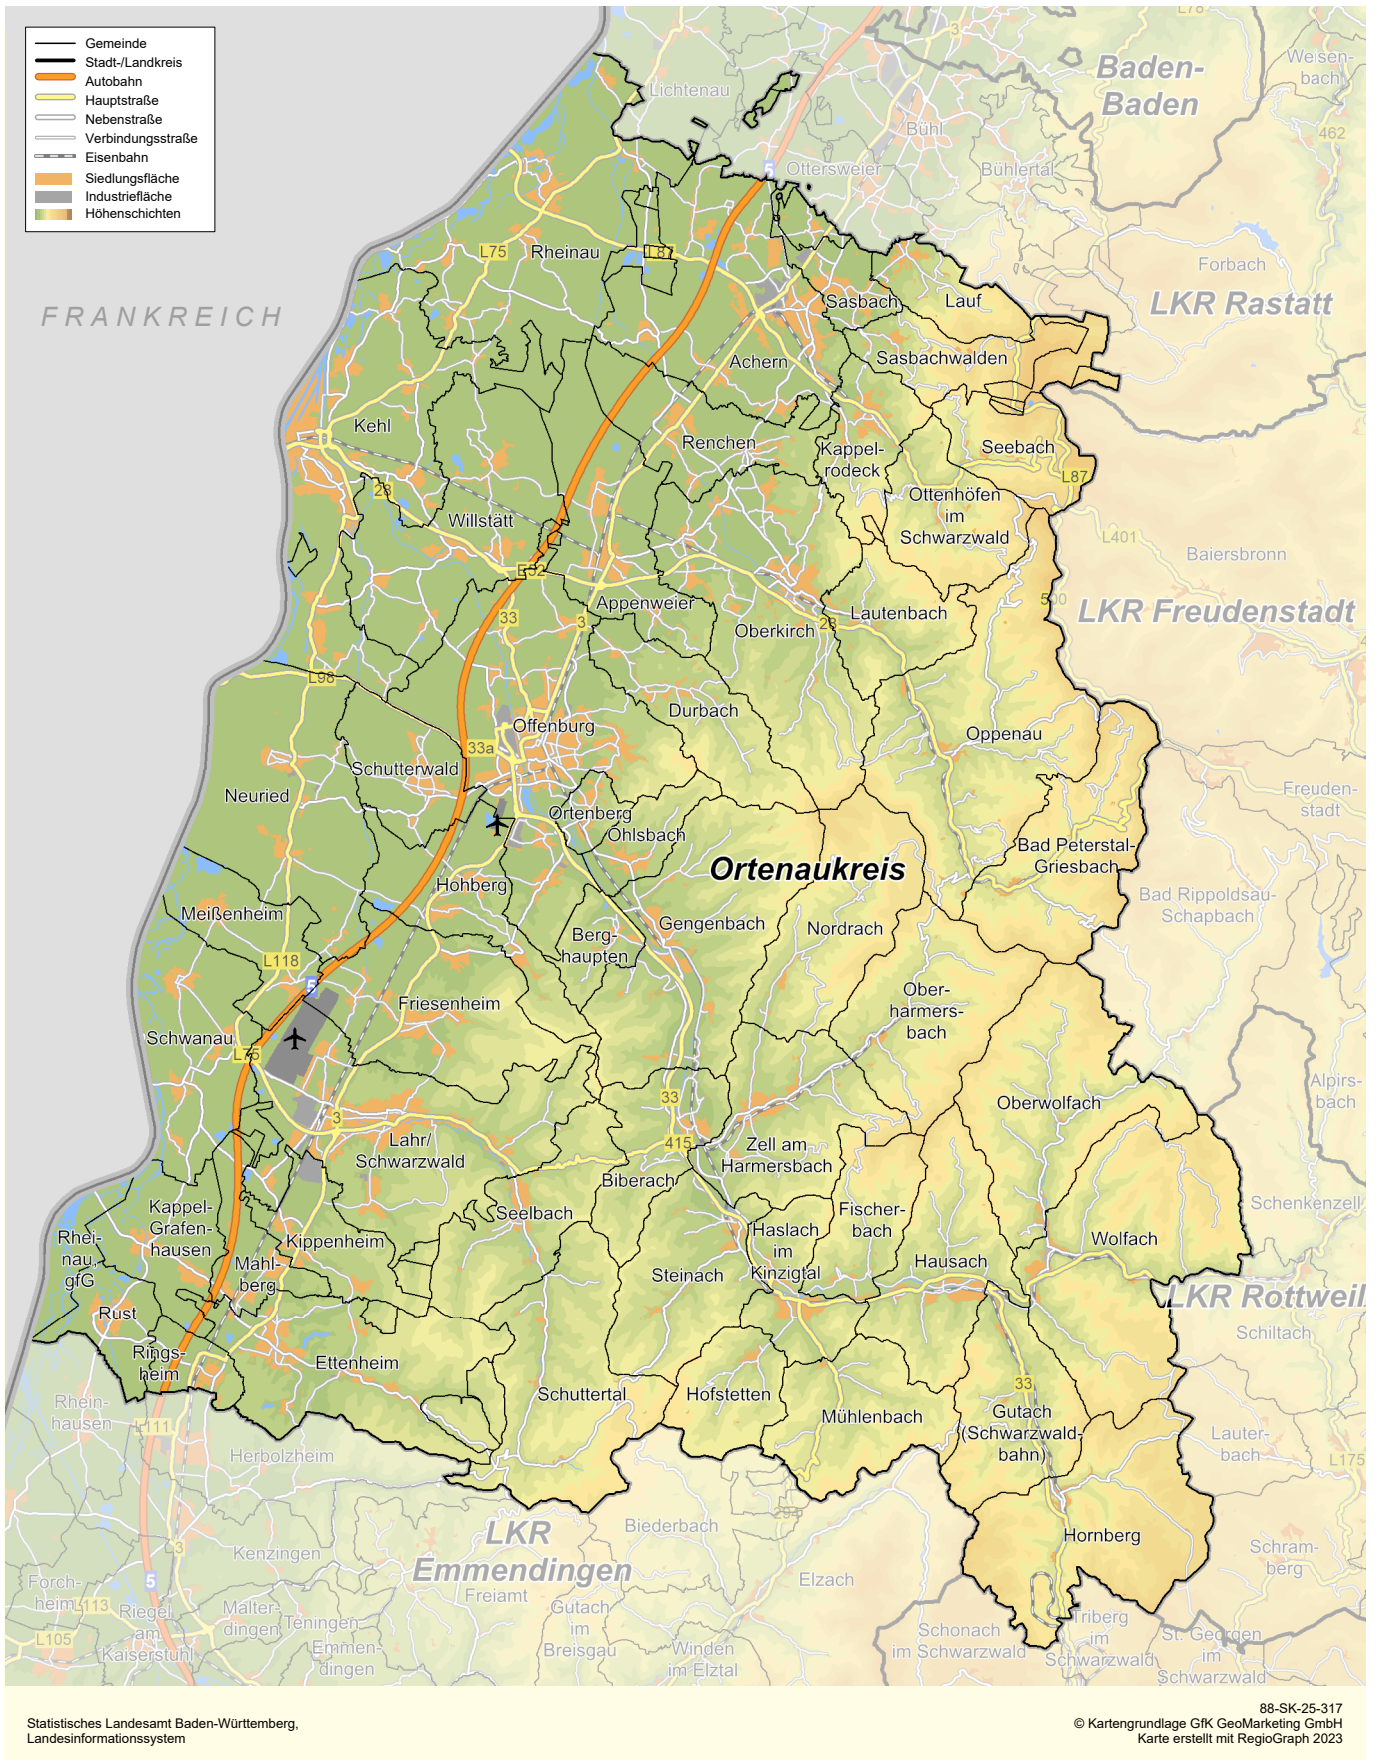 Gemeinde
Stadt-/Landkreis
Autobahn
Hauptstraße
Nebenstraße
Verbindungsstraße
Eisenbahn
Siedlungsfläche
Industriefläche
Höhenschichten
L78
3
Baden-
Baden
Weisen-
bach
Lichtenau
Bühl
462
5
Ottersweier
Bühlertal
L75
Rheinau
L87
Forbach
FRANKREICH
Sasbach
Lauf
LKR Rastatt
Achern
Sasbachwalden
Kehl
Renchen
Kappel-
rodeck
Seebach
L87
28
Ottenhöfen
im
Schwarzwald
Willstätt
L401
Baiersbronn
E52
500
Appenweier
Lautenbach
LKR Freudenstadt
33
3
Oberkirch
28
L98
Durbach
Offenburg
Oppenau
33a
Schutterwald
Neuried
Freuden-
stadt
Ortenberg
Ohlsbach
Bad Peterstal-
Griesbach
Ortenaukreis
Hohberg
Bad Rippoldsau-
Schapbach
Meißenheim
Gengenbach
Nordrach
Berg-
haupten
L118
5
Friesenheim
Ober-
harmers-
bach
Schwanau
L75
Alpirs-
bach
33
Oberwolfach
3
Lahr/
Schwarzwald
415
Zell am
Harmersbach
Biberach
Kappel-
Grafen-
hausen
Seelbach
Fischer-
bach
Schenkenzell
Rhei-
nau,
gfG
Kippenheim
Haslach
im
Kinzigtal
Wolfach
Mahl-
berg
Steinach
Hausach
LKR Rottweil
Rust
Schiltach
Rings-
heim
Ettenheim
Schuttertal
Hofstetten
33
Mühlenbach
Gutach
(Schwarzwald-
bahn)
Rhein-
hausen
L111
Herbolzheim
Lauter-
bach
L175
294
LKR
Emmendingen
Biederbach
Hornberg
3
Kenzingen
Schram-
berg
Forch-
heim
5
L113
Freiamt
Elzach
Riegel
am
Kaiserstuhl
Malter-
dingen
Teningen
Gutach
im
Breisgau
L105
Emmen-
dingen
Winden
im Elztal
Schonach
im Schwarzwald
Triberg
im
Schwarzwald
St. Georgen
im
Schwarzwald
Statistisches Landesamt Baden-Württemberg,
Landesinformationssystem
88-SK-25-317
© Kartengrundlage GfK GeoMarketing GmbH
Karte erstellt mit RegioGraph 2023